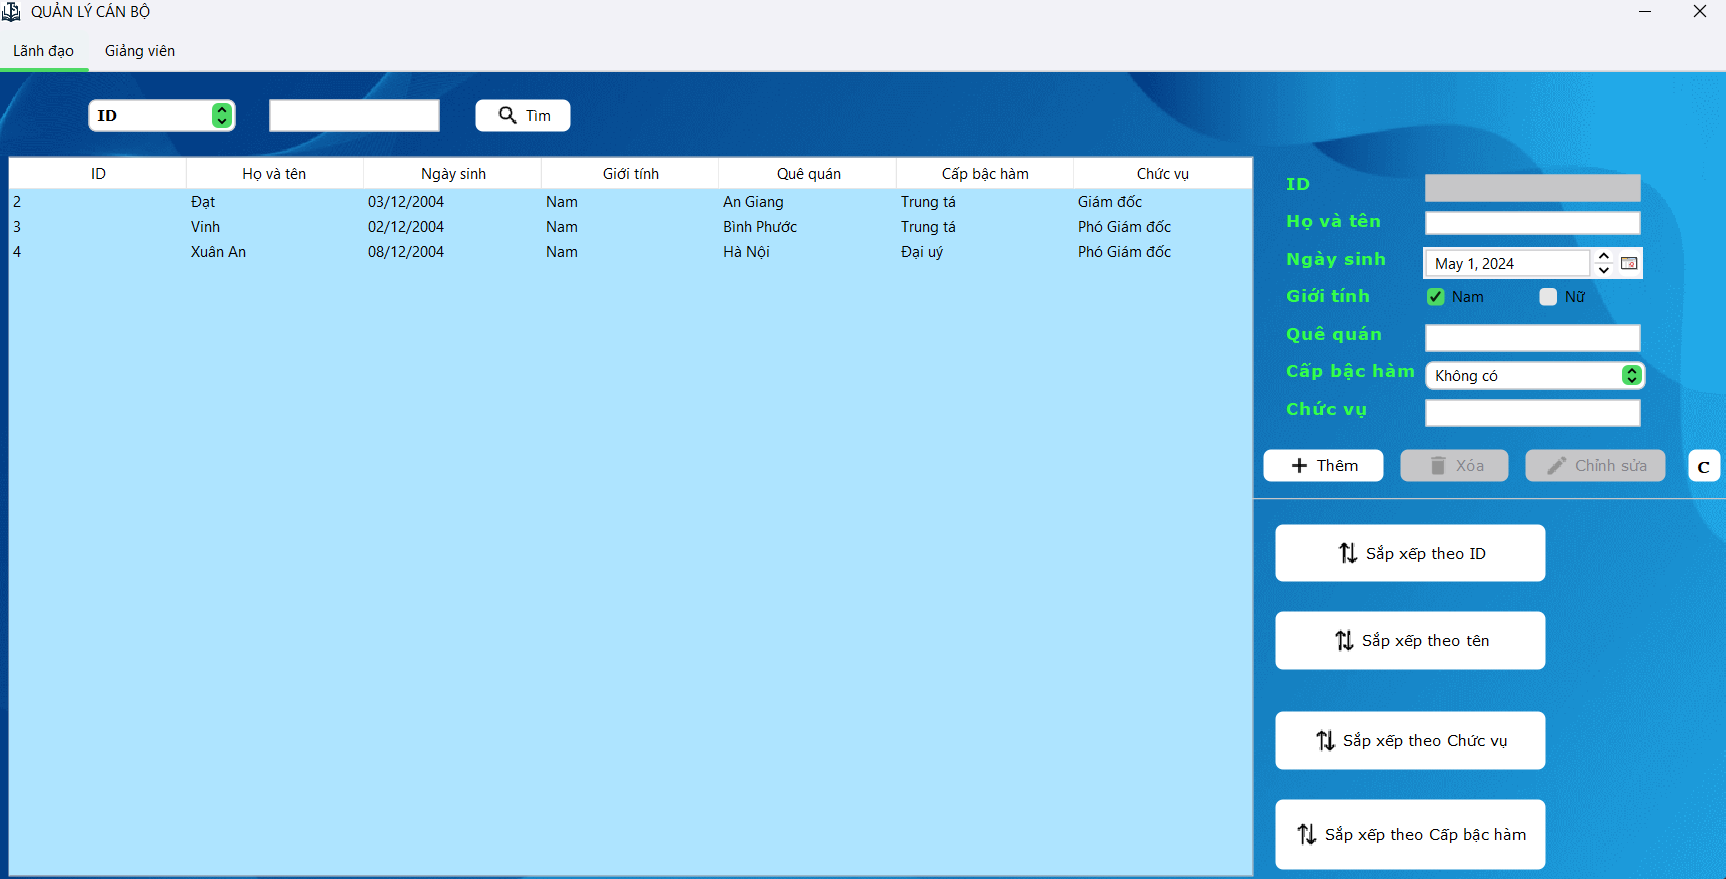 QUẢN LÝ CÁN BỘ
Lãnh đạo Giảng viên
ID Tìm
ID Họ và tên Ngày sinh Giới tính Quê quán Cấp bậc hàm Chức vụ
2 Đạt 03/12/2004 Nam An Giang Trung tá Giám đốc
3 Vinh 02/12/2004 Nam Bình Phước Trung tá Phó Giám đốc
4 Xuân An 08/12/2004 Nam Hà Nội Đại uý Phó Giám đốc
ID
Họ và tên
Ngày sinh May 1, 2024
Giới tính Nam Nữ
Quê quán
Cấp bậc hàm Không có
Chức vụ
Thêm Xóa Chỉnh sửa C
Sắp xếp theo ID
Sắp xếp theo tên
Sắp xếp theo Chức vụ
Sắp xếp theo Cấp bậc hàm